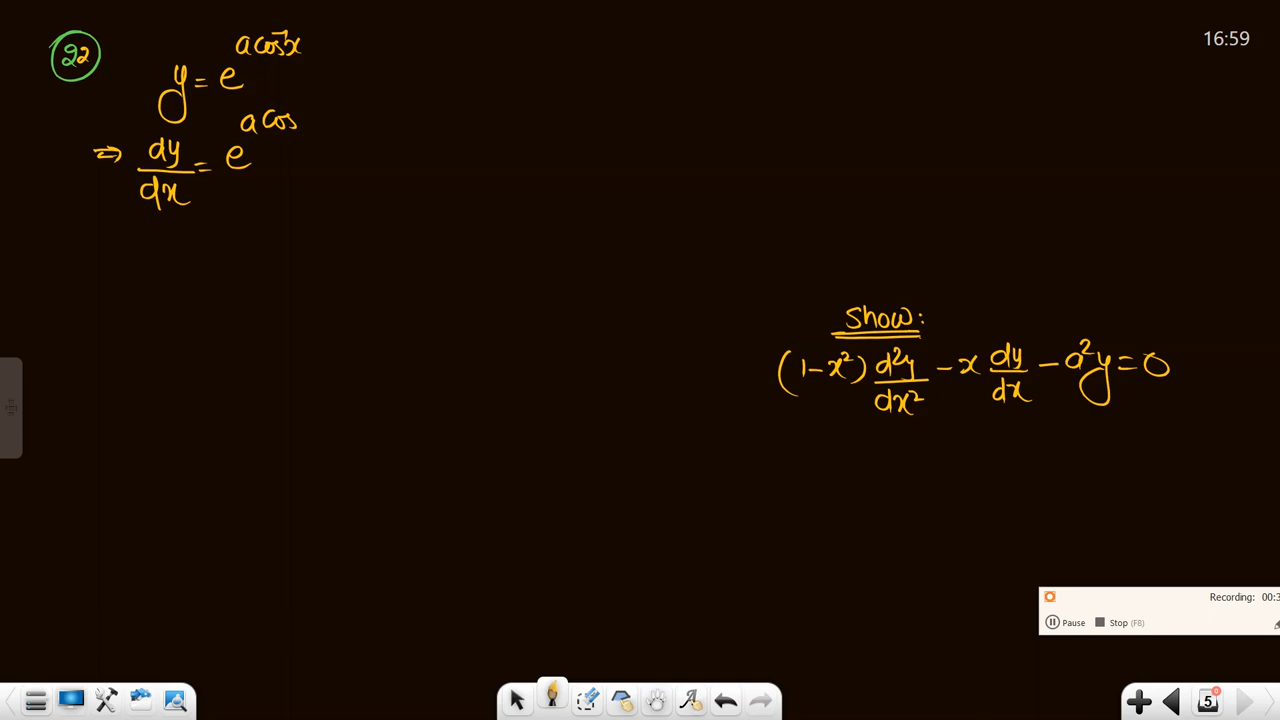 16:59
22
y = e^{a cos⁻¹x}
⇒ dy/dx = e^{a cos
Show:
(1-x²) d²y/dx² - x dy/dx - a²y = 0
Recording: 00:3
Pause Stop (F8)
5
0